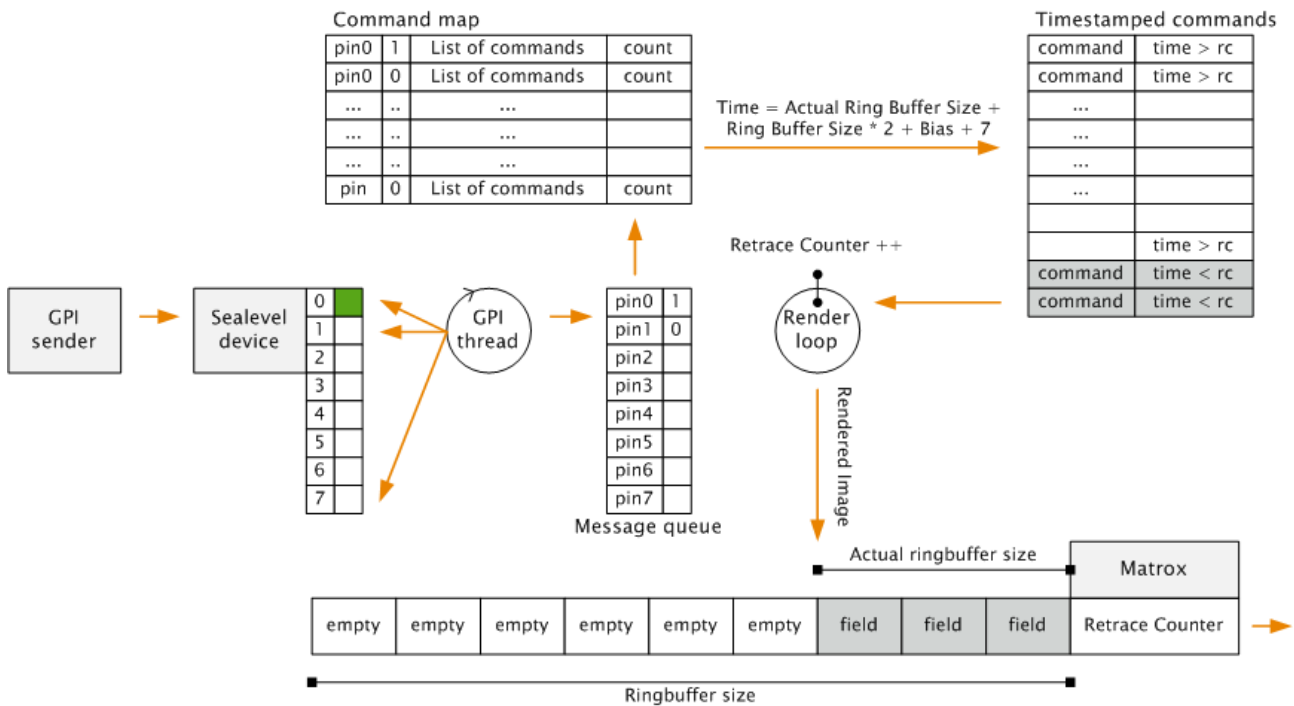 Command map
pin0 1 List of commands count
pin0 0 List of commands count
... .. ...
... .. ...
... .. ...
pin 0 List of commands count
Time = Actual Ring Buffer Size +
Ring Buffer Size * 2 + Bias + 7
Timestamped commands
command time > rc
command time > rc
...
...
...
...
time > rc
command time < rc
command time < rc
GPI
sender
Sealevel
device
0
1
2
3
4
5
6
7
GPI
thread
pin0 1
pin1 0
pin2
pin3
pin4
pin5
pin6
pin7
Message queue
Retrace Counter ++
Render
loop
Rendered Image
Actual ringbuffer size
Matrox
empty empty empty empty empty empty field field field Retrace Counter
Ringbuffer size